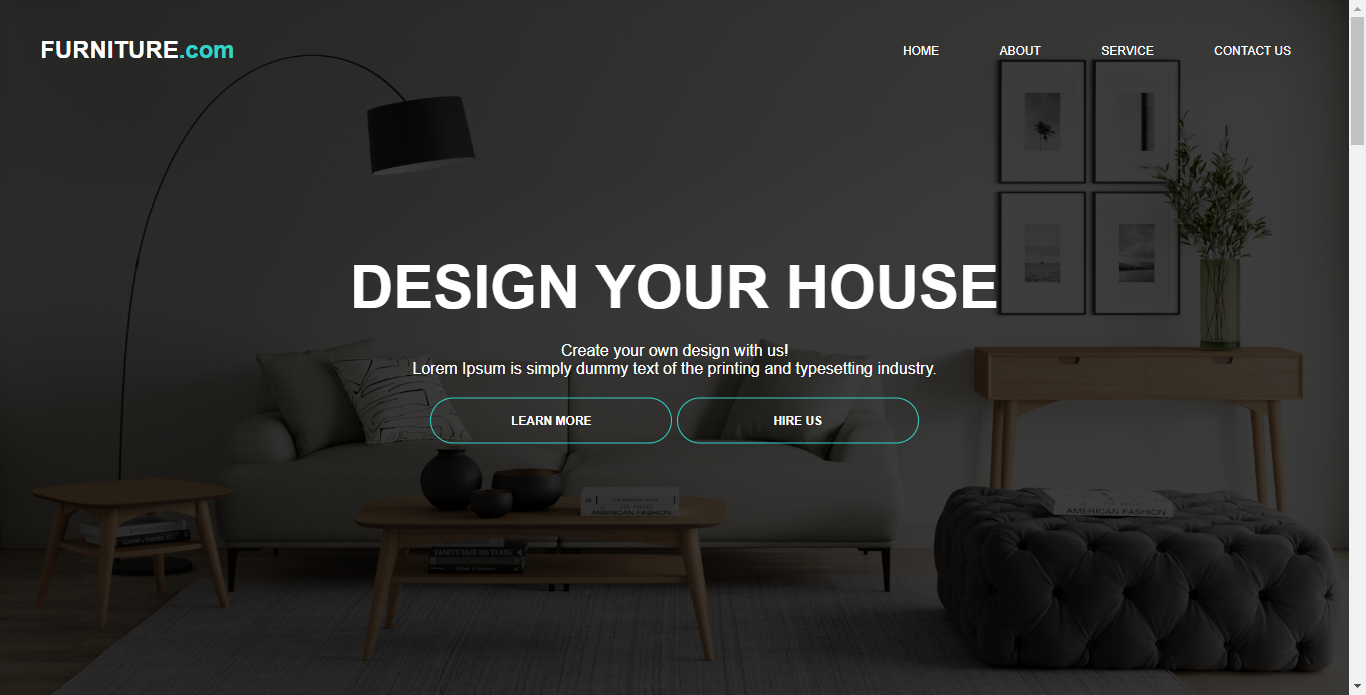 FURNITURE.com
HOME ABOUT SERVICE CONTACT US
DESIGN YOUR HOUSE
Create your own design with us!
Lorem Ipsum is simply dummy text of the printing and typesetting industry.
LEARN MORE HIRE US
AMERICAN FASHION
AMERICAN FASHION
VANITY FAIR 100 YEARS